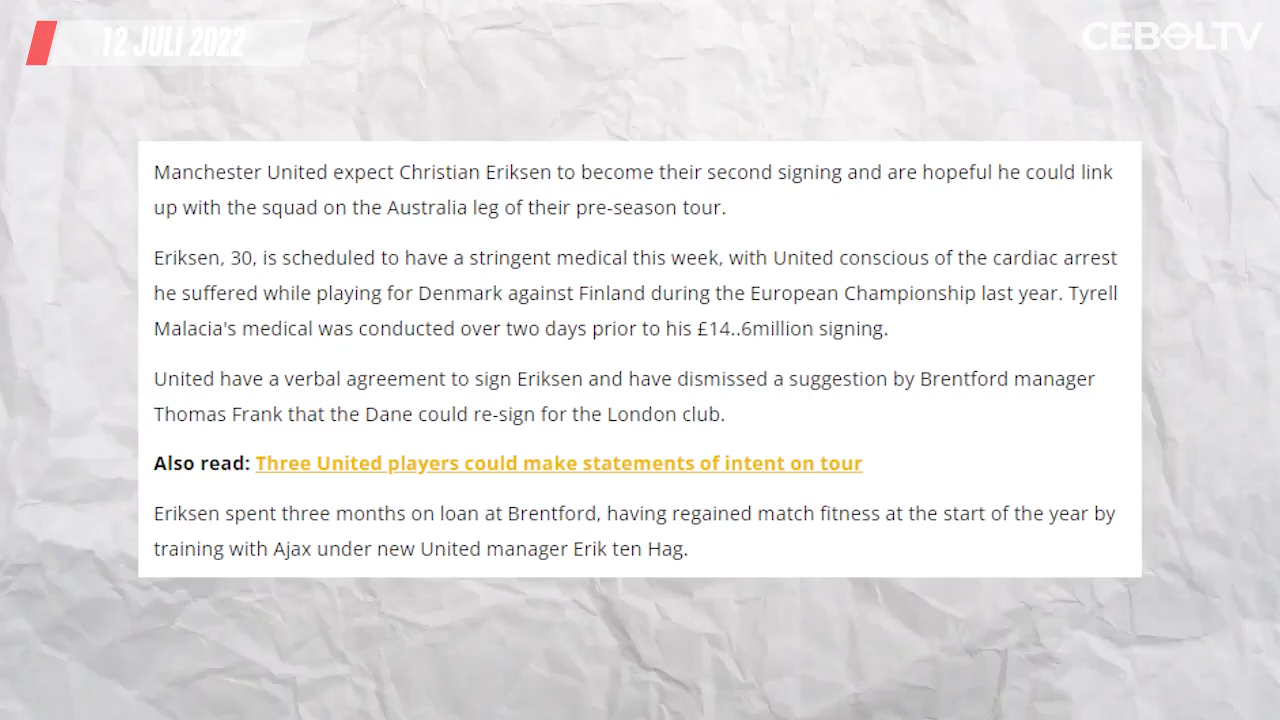 12 JULI 2022
CEBOLTV
Manchester United expect Christian Eriksen to become their second signing and are hopeful he could link
up with the squad on the Australia leg of their pre-season tour.
Eriksen, 30, is scheduled to have a stringent medical this week, with United conscious of the cardiac arrest
he suffered while playing for Denmark against Finland during the European Championship last year. Tyrell
Malacia's medical was conducted over two days prior to his £14..6million signing.
United have a verbal agreement to sign Eriksen and have dismissed a suggestion by Brentford manager
Thomas Frank that the Dane could re-sign for the London club.
Also read: Three United players could make statements of intent on tour
Eriksen spent three months on loan at Brentford, having regained match fitness at the start of the year by
training with Ajax under new United manager Erik ten Hag.